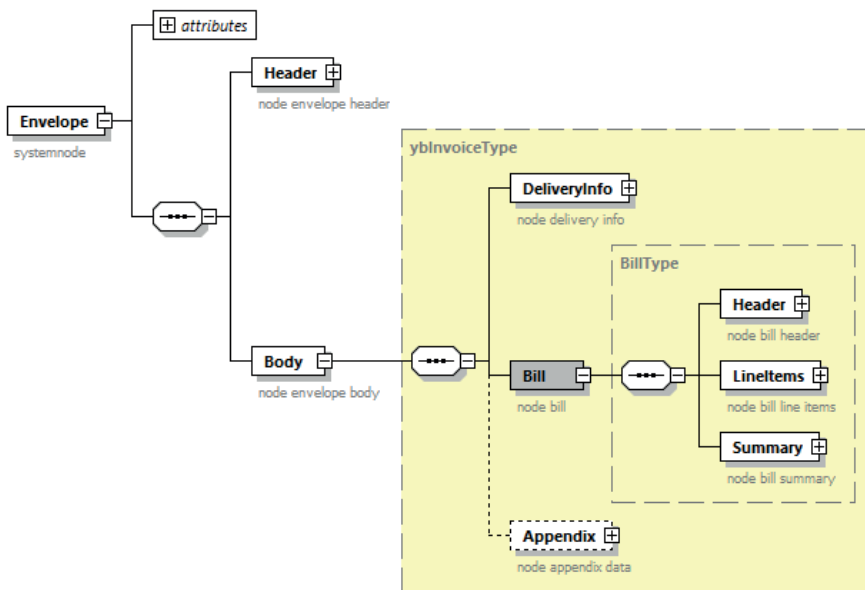 attributes
Header
node envelope header
Envelope
systemnode
ybInvoiceType
DeliveryInfo
node delivery info
BillType
Header
node bill header
Body
node envelope body
Bill
node bill
LineItems
node bill line items
Summary
node bill summary
Appendix
node appendix data